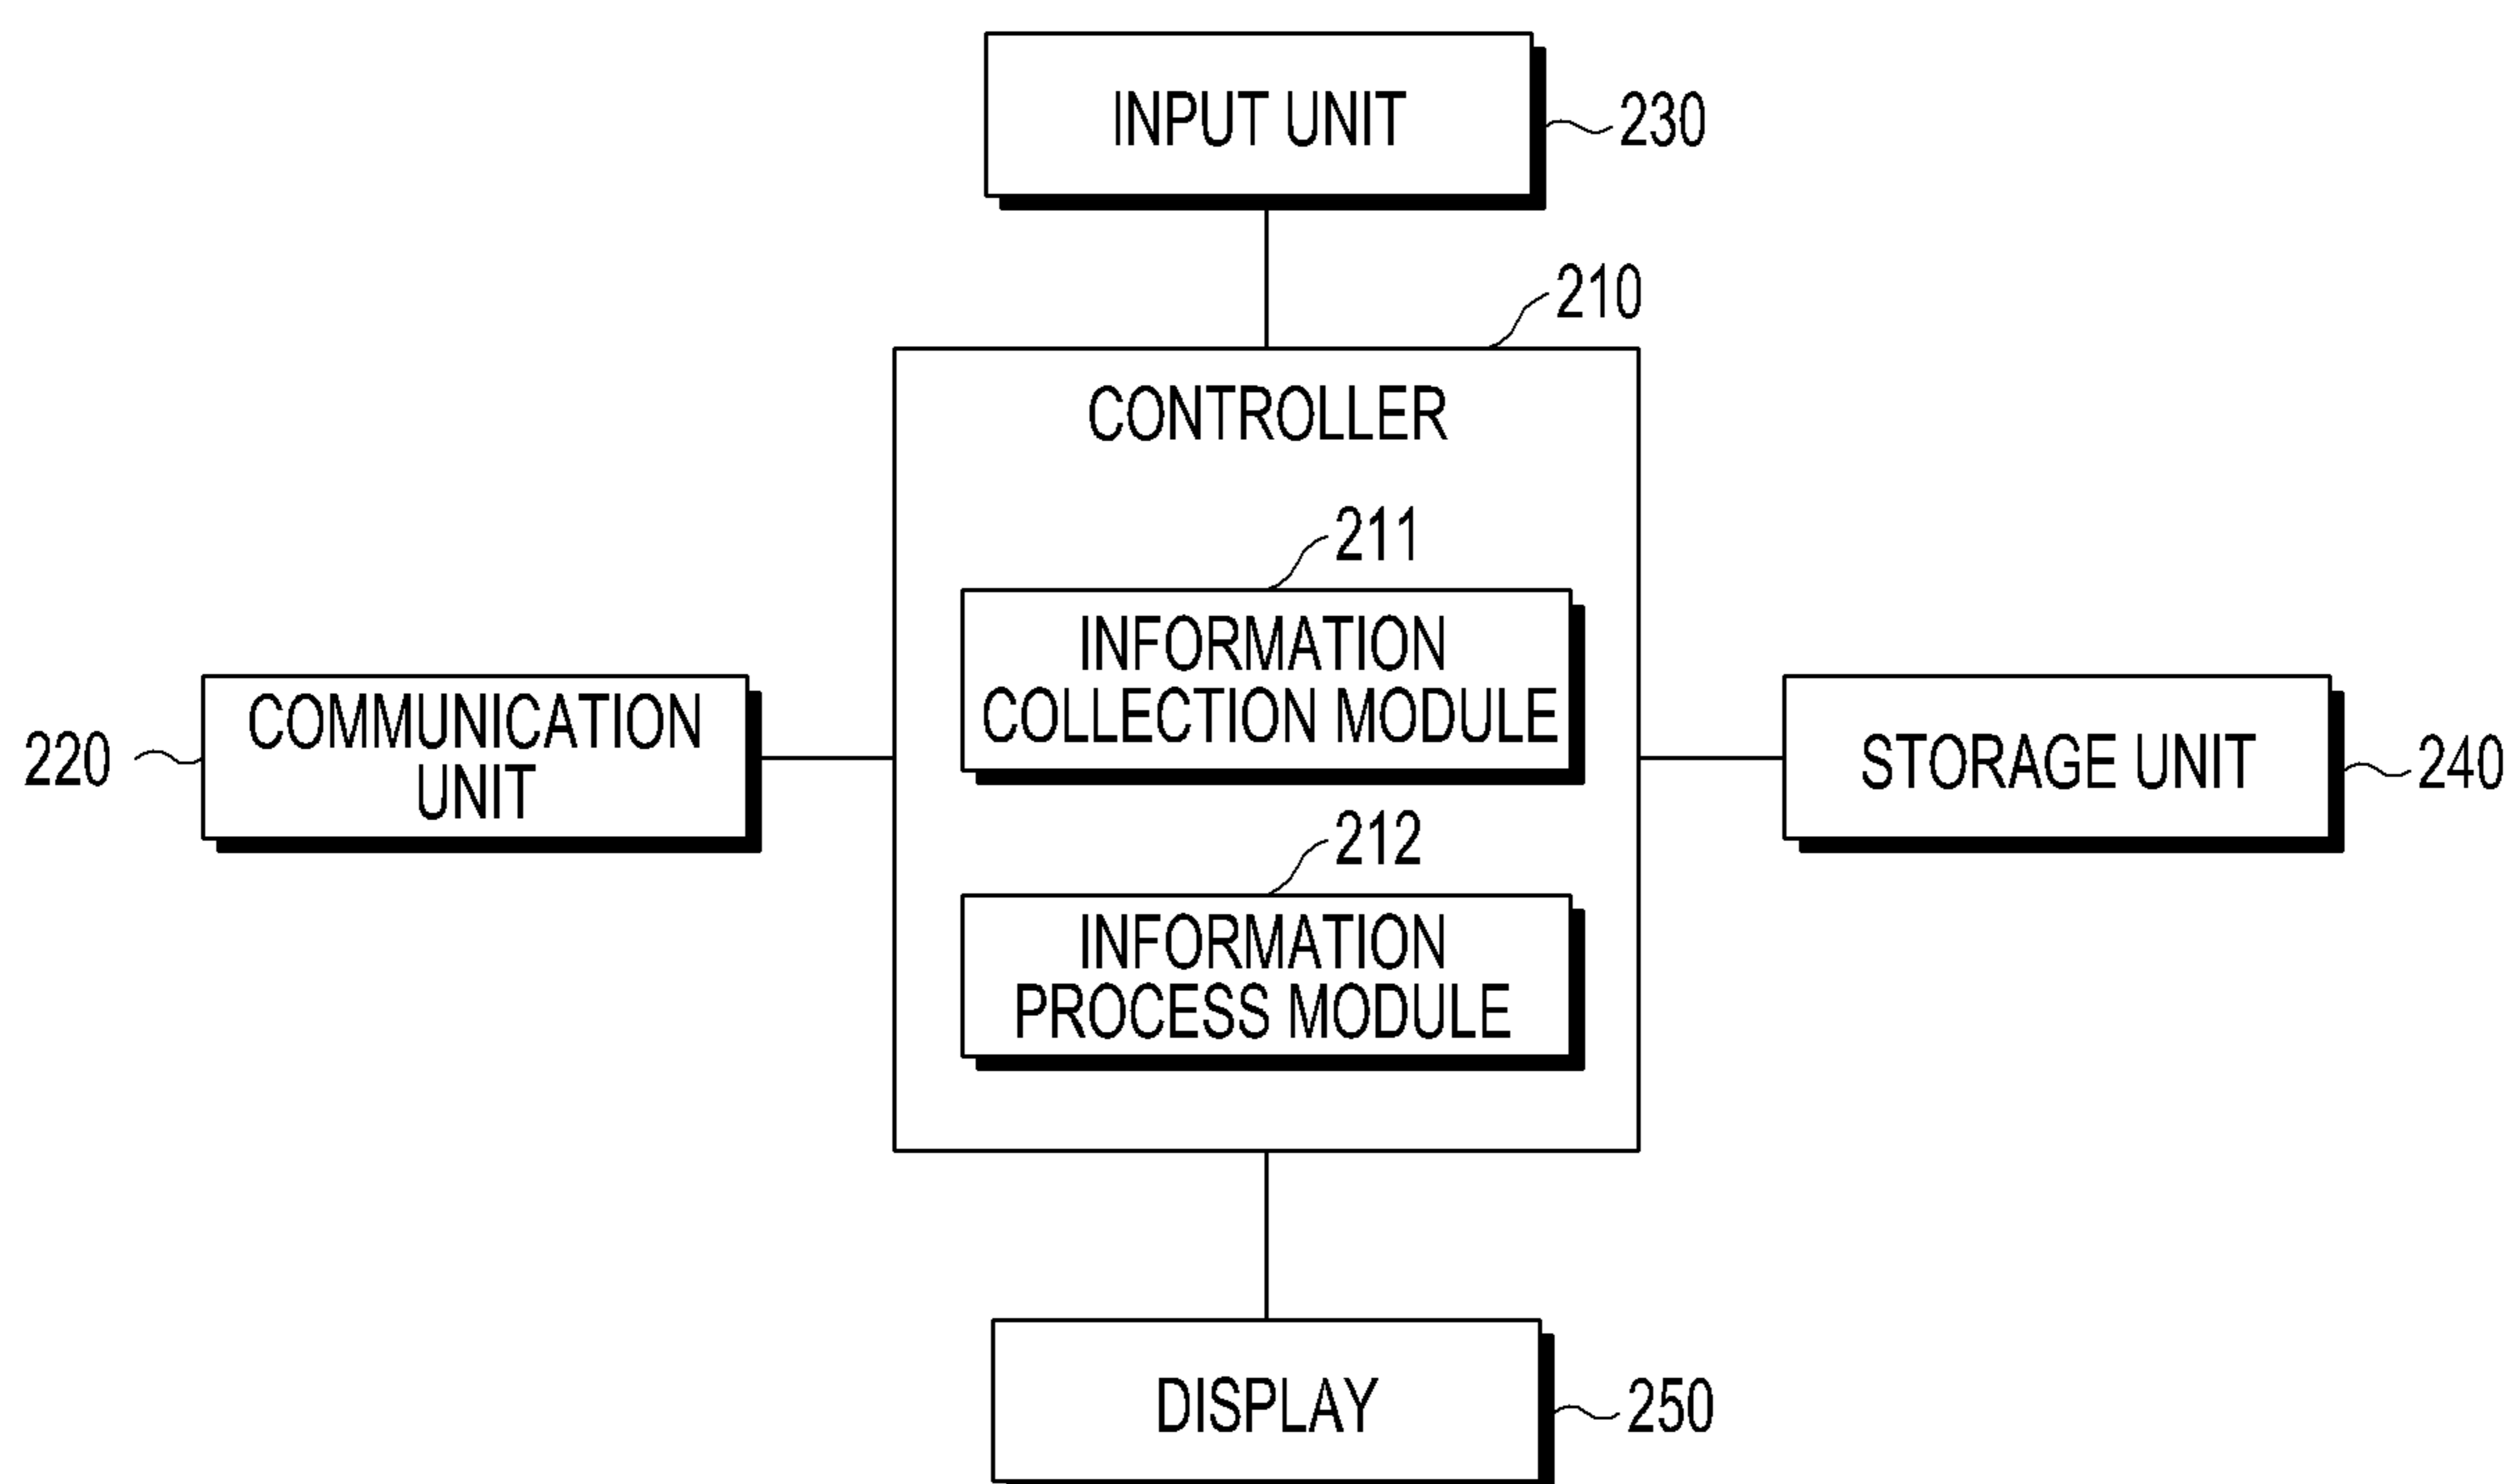 INPUT UNIT
230
210
CONTROLLER
211
INFORMATION
COLLECTION MODULE
COMMUNICATION
UNIT
220
STORAGE UNIT
240
212
INFORMATION
PROCESS MODULE
DISPLAY
250